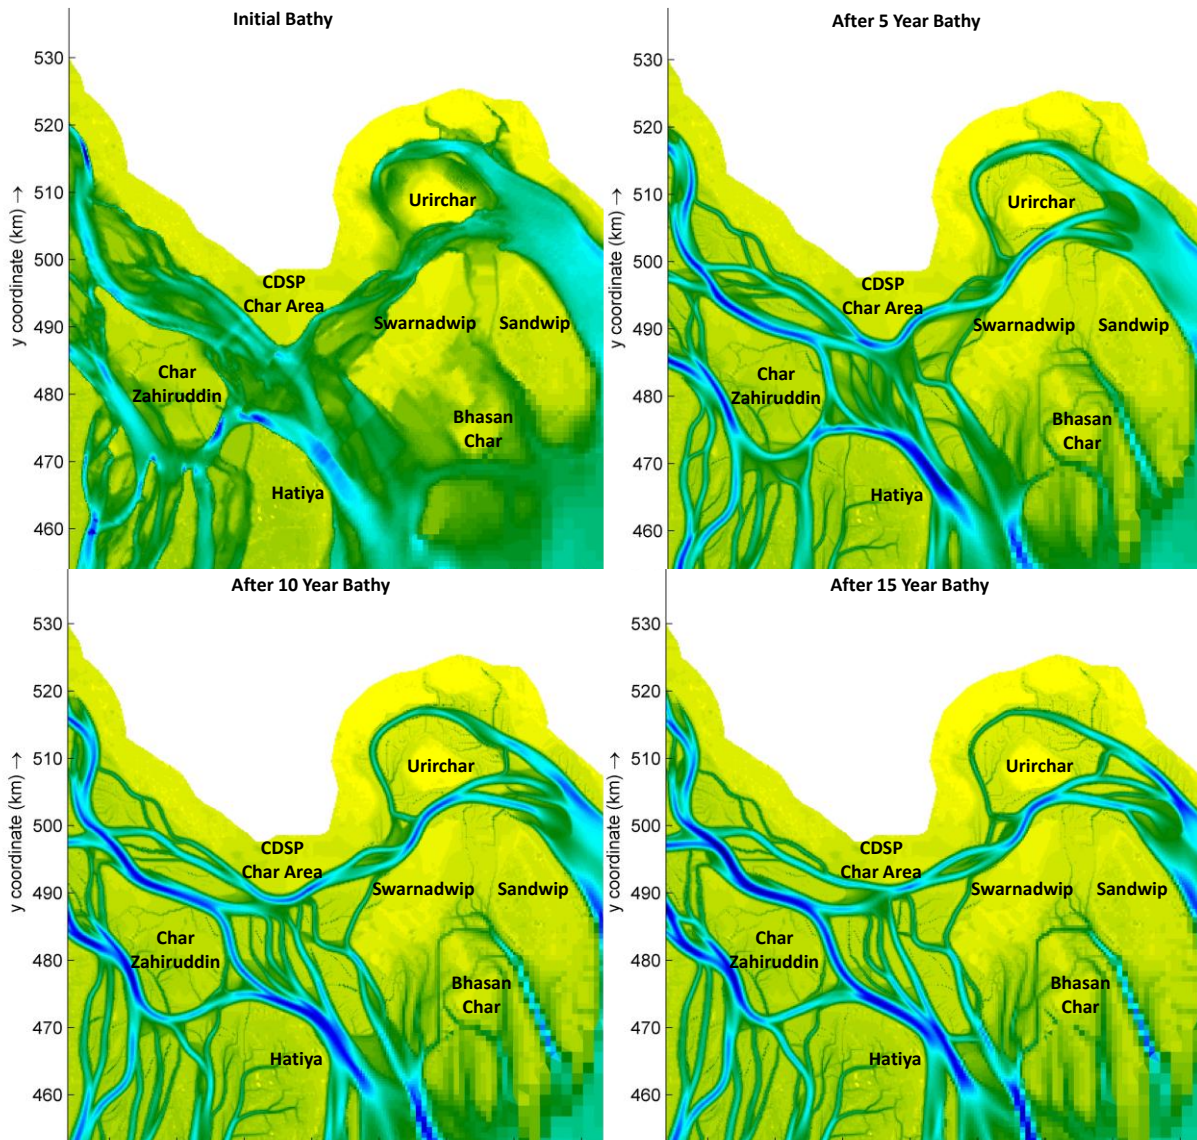 Initial Bathy
530
520
510
500
490
480
470
460
y coordinate (km) →
Urirchar
CDSP
Char Area
Swarnadwip
Sandwip
Char
Zahiruddin
Bhasan
Char
Hatiya
After 5 Year Bathy
530
520
510
500
490
480
470
460
y coordinate (km) →
Urirchar
CDSP
Char Area
Swarnadwip
Sandwip
Char
Zahiruddin
Bhasan
Char
Hatiya
After 10 Year Bathy
530
520
510
500
490
480
470
460
y coordinate (km) →
Urirchar
CDSP
Char Area
Swarnadwip
Sandwip
Char
Zahiruddin
Bhasan
Char
Hatiya
After 15 Year Bathy
530
520
510
500
490
480
470
460
y coordinate (km) →
Urirchar
CDSP
Char Area
Swarnadwip
Sandwip
Char
Zahiruddin
Bhasan
Char
Hatiya